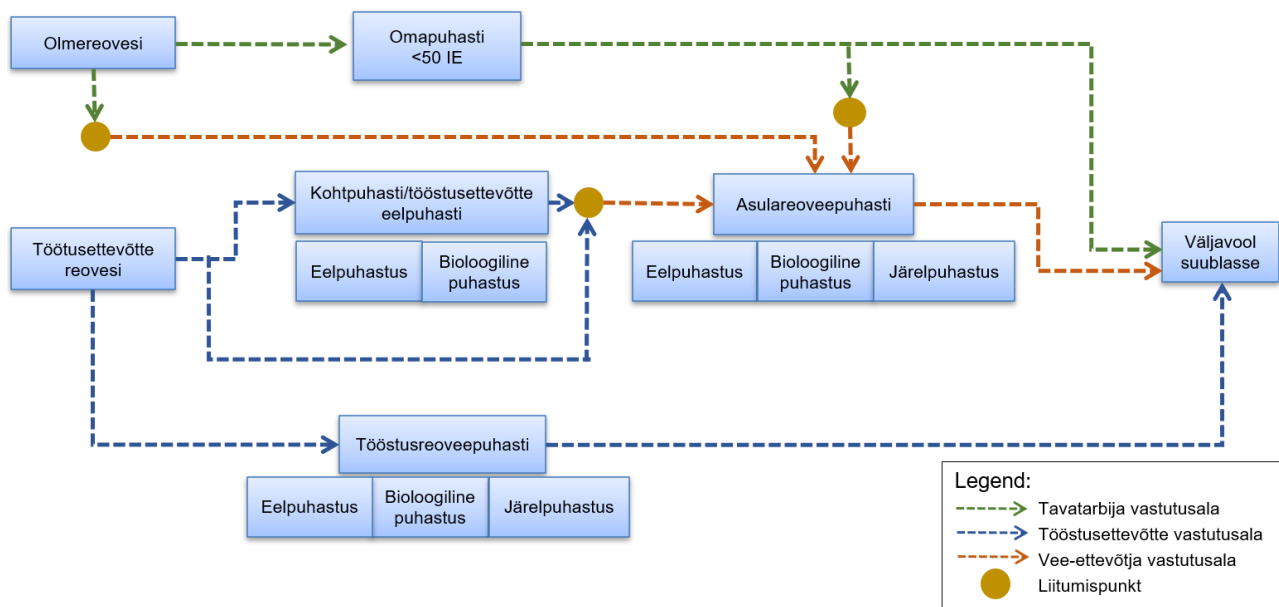 Olmereovesi
Omapuhasti
<50 IE
Kohtpuhasti/tööstusettevõtte
eelpuhasti
Eelpuhastus
Bioloogiline
puhastus
Asulareoveepuhasti
Eelpuhastus
Bioloogiline
puhastus
Järelpuhastus
Töötusettevõtte
reovesi
Väljavool
suublasse
Tööstusreoveepuhasti
Eelpuhastus
Bioloogiline
puhastus
Järelpuhastus
Legend:
Tavatarbija vastutusala
Tööstusettevõtte vastutusala
Vee-ettevõtja vastutusala
Liitumispunkt